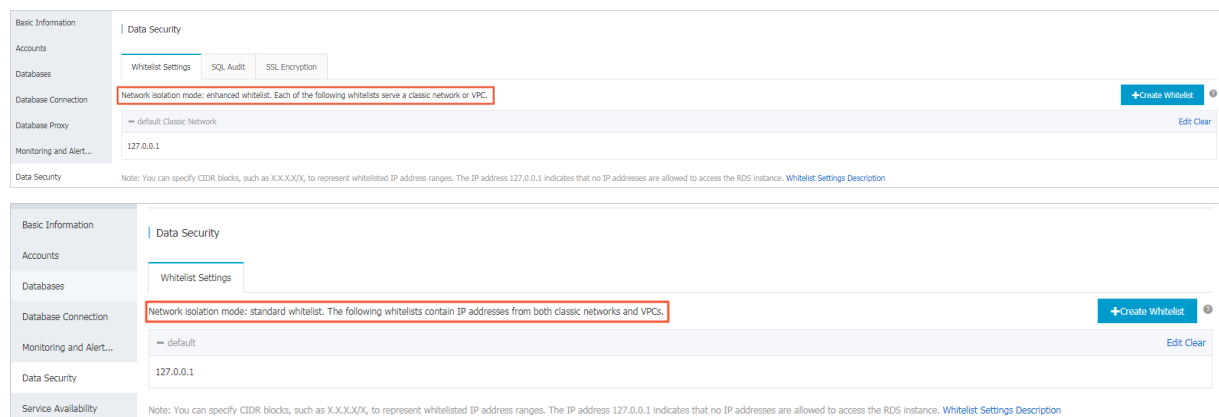 Basic Information
Accounts
Databases
Database Connection
Database Proxy
Monitoring and Alert...
Data Security
Data Security
Whitelist Settings
SQL Audit
SSL Encryption
Network isolation mode: enhanced whitelist. Each of the following whitelists serve a classic network or VPC.
+Create Whitelist
default Classic Network
Edit Clear
127.0.0.1
Note: You can specify CIDR blocks, such as X.X.X.X/X, to represent whitelisted IP address ranges. The IP address 127.0.0.1 indicates that no IP addresses are allowed to access the RDS instance. Whitelist Settings Description
Basic Information
Accounts
Databases
Database Connection
Monitoring and Alert...
Data Security
Service Availability
Data Security
Whitelist Settings
Network isolation mode: standard whitelist. The following whitelists contain IP addresses from both classic networks and VPCs.
+Create Whitelist
default
Edit Clear
127.0.0.1
Note: You can specify CIDR blocks, such as X.X.X.X/X, to represent whitelisted IP address ranges. The IP address 127.0.0.1 indicates that no IP addresses are allowed to access the RDS instance. Whitelist Settings Description